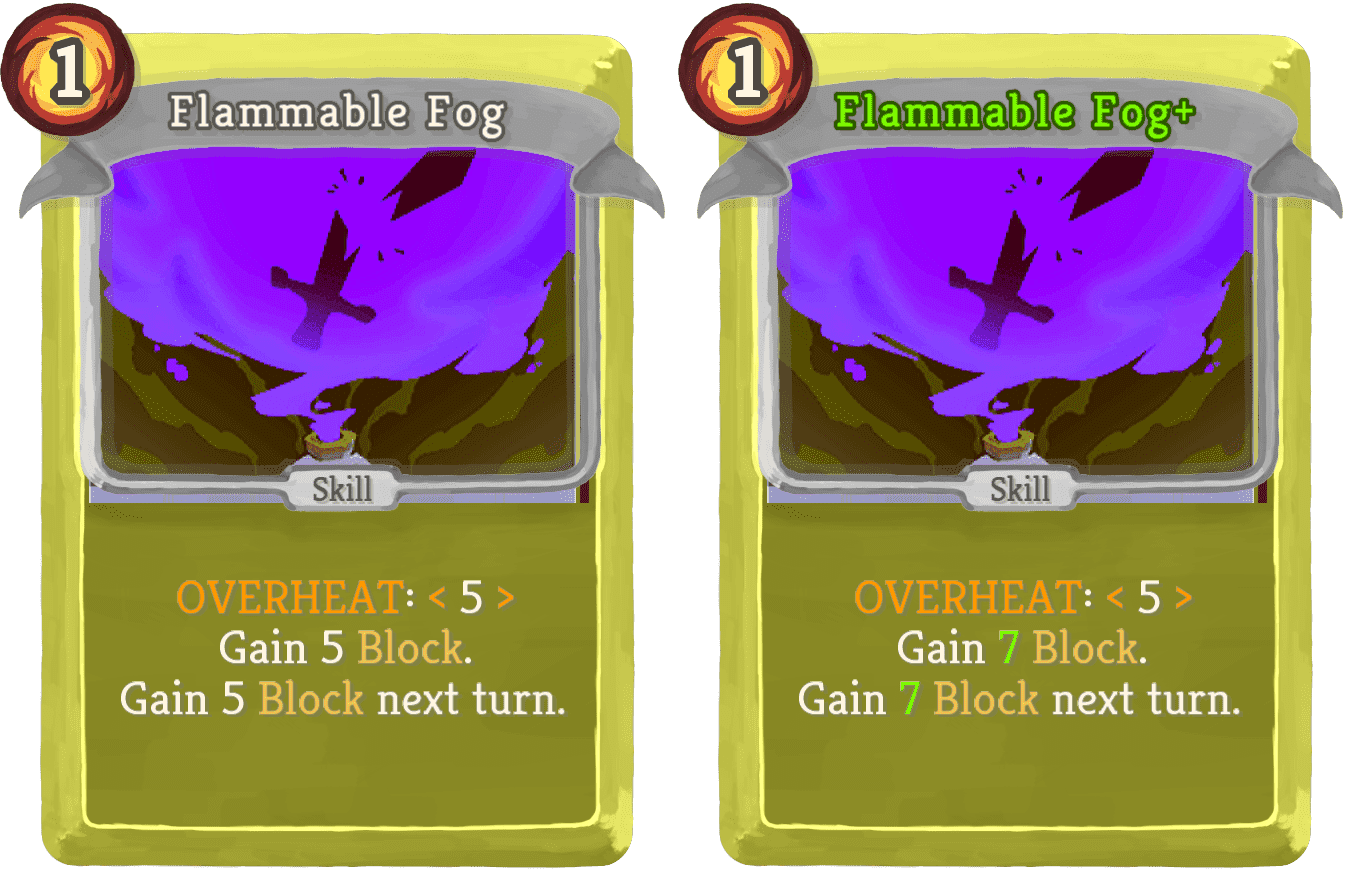 1
Flammable Fog
Skill
OVERHEAT: < 5 >
Gain 5 Block.
Gain 5 Block next turn.
1
Flammable Fog+
Skill
OVERHEAT: < 5 >
Gain 7 Block.
Gain 7 Block next turn.